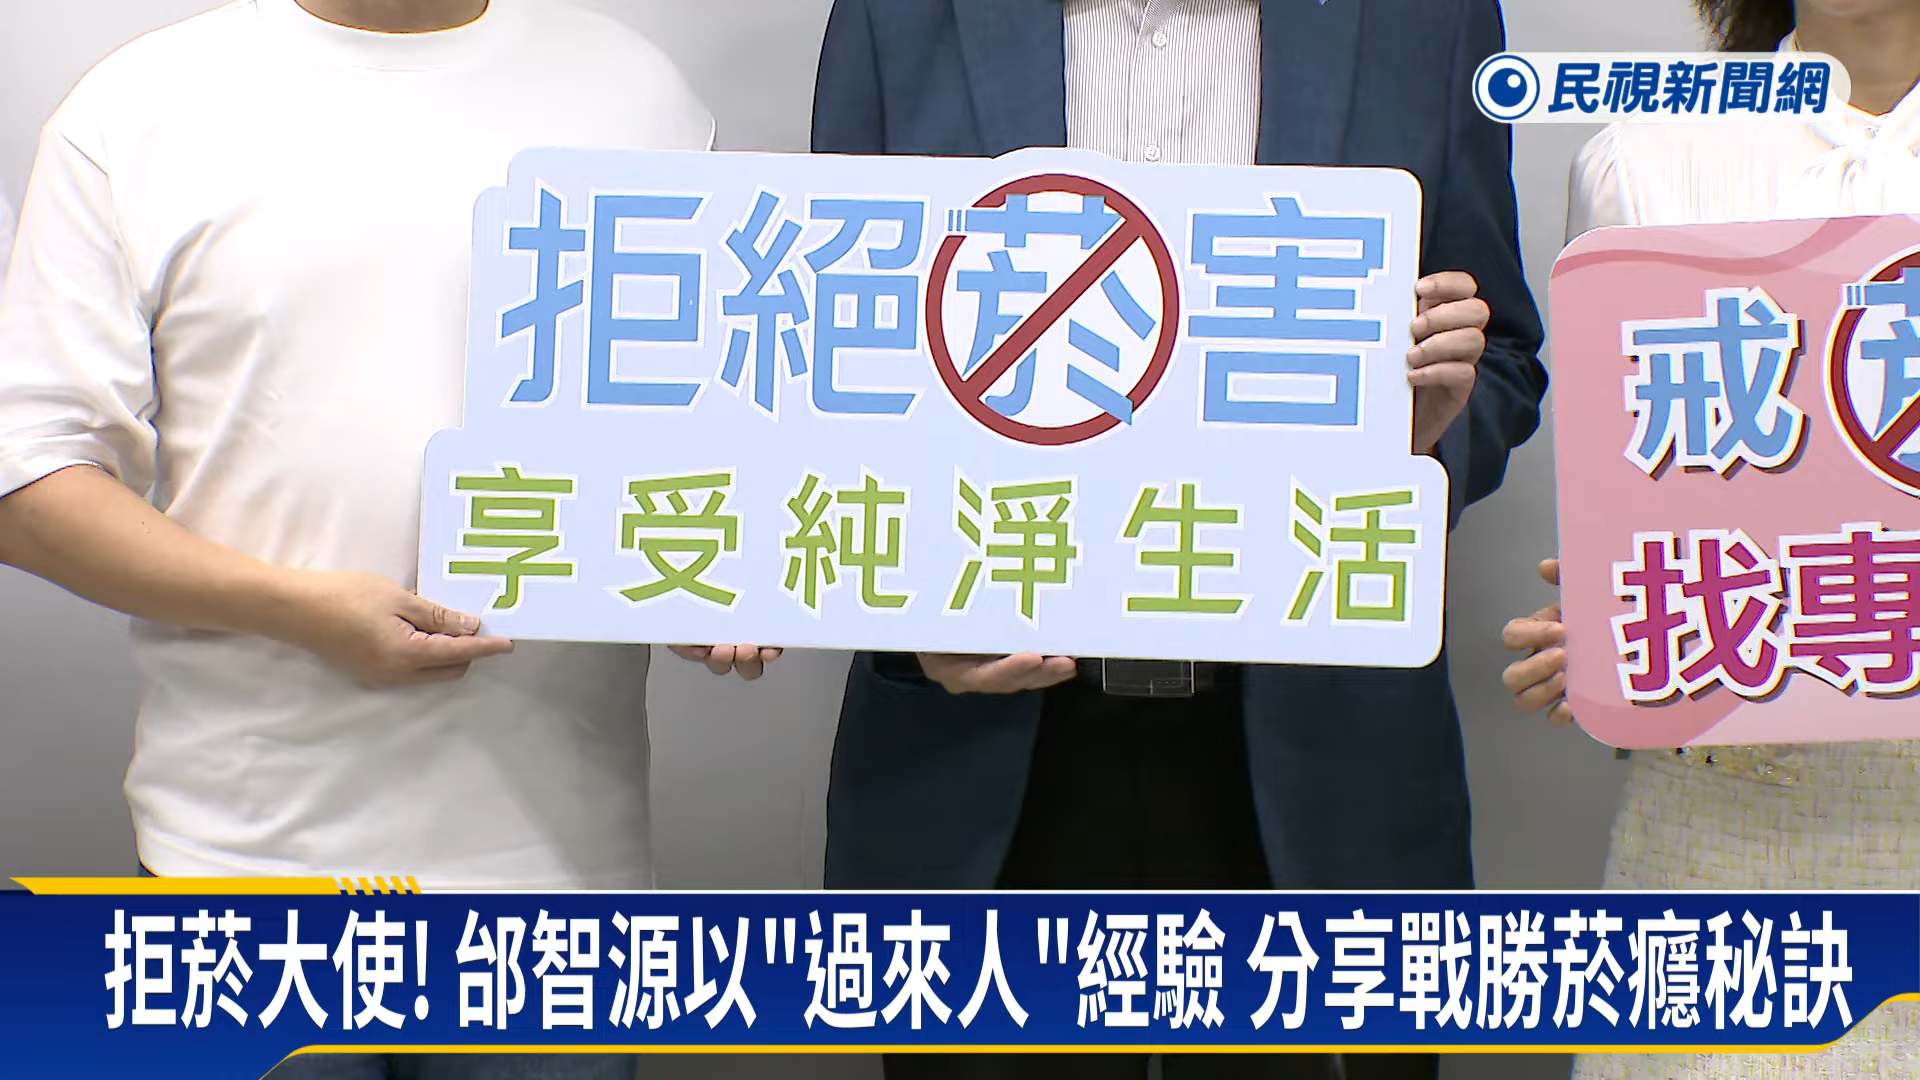 民視新聞網
拒絕菸害
享受純淨生活
戒菸
找專
拒菸大使! 邰智源以"過來人"經驗 分享戰勝菸癮秘訣